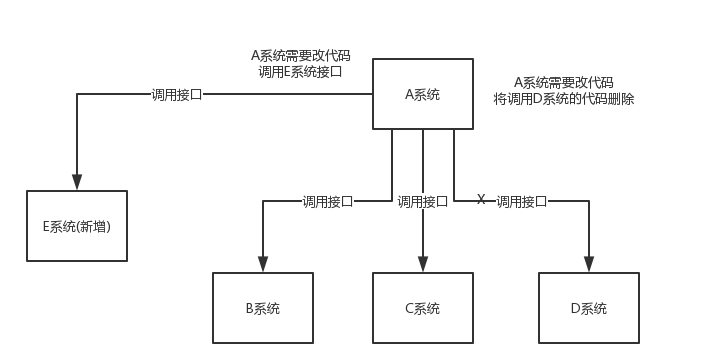 A系统需要改代码
调用E系统接口
A系统
A系统需要改代码
将调用D系统的代码删除
调用接口
调用接口
调用接口
X
调用接口
E系统(新增)
B系统
C系统
D系统